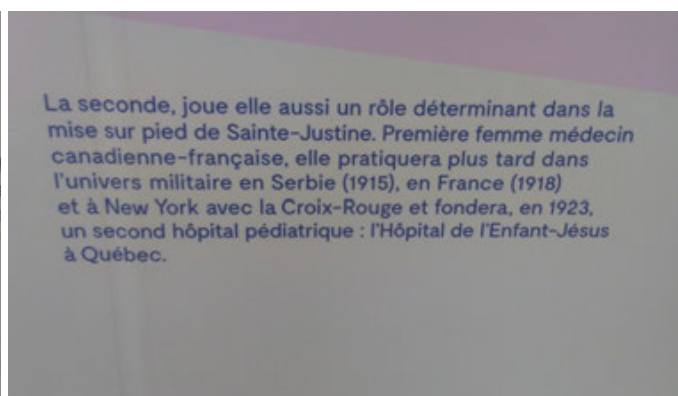 La seconde, joue elle aussi un rôle déterminant dans la
mise sur pied de Sainte-Justine. Première femme médecin
canadienne-française, elle pratiquera plus tard dans
l'univers militaire en Serbie (1915), en France (1918)
et à New York avec la Croix-Rouge et fondera, en 1923,
un second hôpital pédiatrique : l'Hôpital de l'Enfant-Jésus
à Québec.